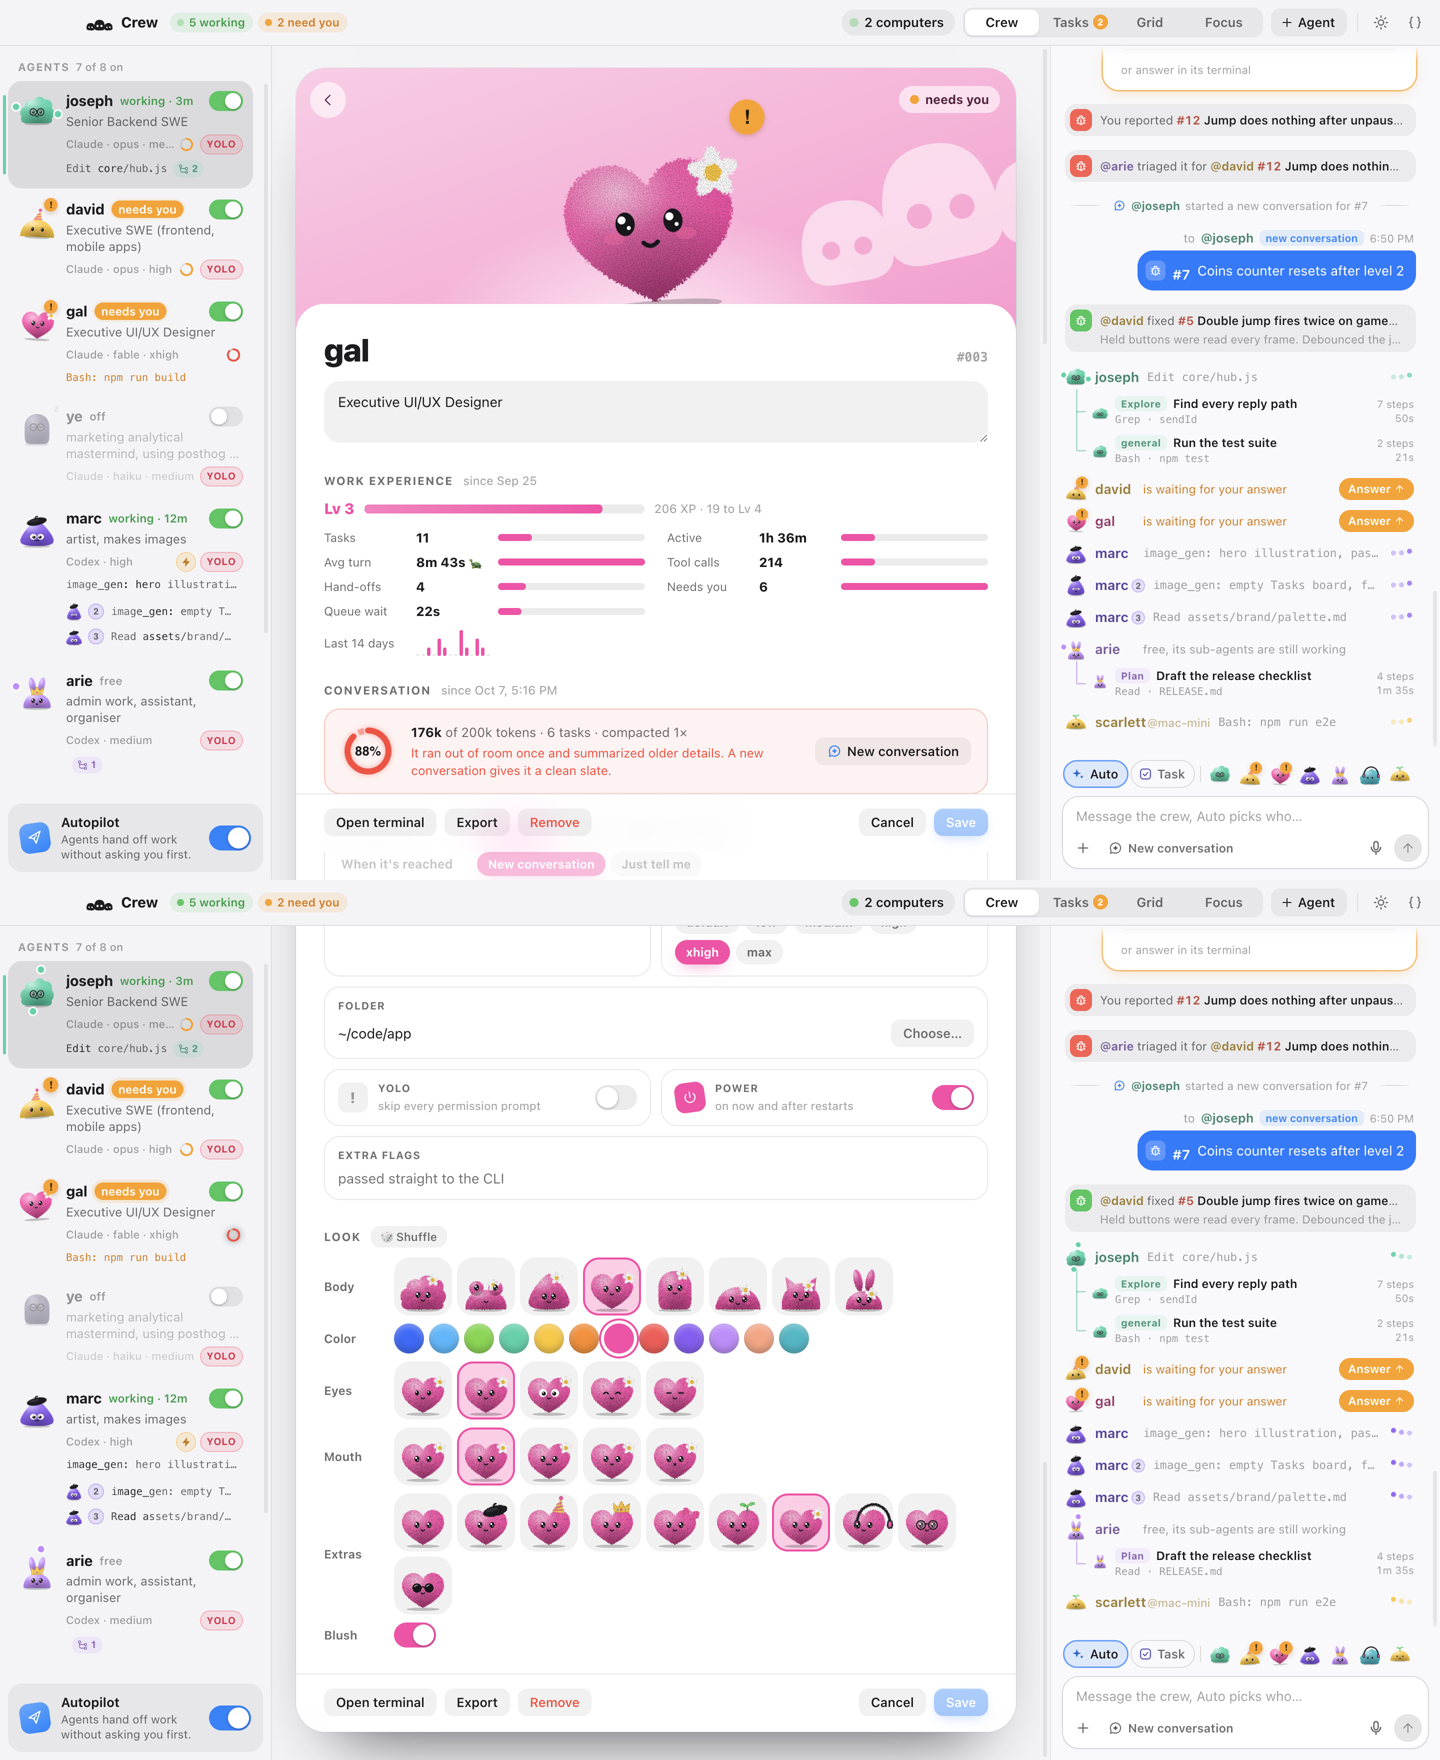 Crew
5 working
2 need you
2 computers
Crew
Tasks 2
Grid
Focus
+ Agent
{}
AGENTS 7 of 8 on
joseph working · 3m
Senior Backend SWE
Claude · opus · me... YOLO
Edit core/hub.js 2
david needs you
Executive SWE (frontend,
mobile apps)
Claude · opus · high YOLO
gal needs you
Executive UI/UX Designer
Claude · fable · xhigh
Bash: npm run build
ye off
marketing analytical
mastermind, using posthog ...
Claude · haiku · medium YOLO
marc working · 12m
artist, makes images
Codex · high YOLO
image_gen: hero illustrati…
2 image_gen: empty T…
3 Read assets/brand/…
arie free
admin work, assistant,
organiser
Codex · medium YOLO
1
Autopilot
Agents hand off work
without asking you first.
needs you
!
gal
#003
Executive UI/UX Designer
WORK EXPERIENCE since Sep 25
Lv 3 206 XP · 19 to Lv 4
Tasks 11 Active 1h 36m
Avg turn 8m 43s Tool calls 214
Hand-offs 4 Needs you 6
Queue wait 22s
Last 14 days
CONVERSATION since Oct 7, 5:16 PM
88%
176k of 200k tokens · 6 tasks · compacted 1×
It ran out of room once and summarized older details. A new
conversation gives it a clean slate.
New conversation
Open terminal Export Remove Cancel Save
When it's reached New conversation Just tell me
or answer in its terminal
You reported #12 Jump does nothing after unpaus...
@arie triaged it for @david #12 Jump does nothin...
@joseph started a new conversation for #7
to @joseph new conversation 6:50 PM
#7 Coins counter resets after level 2
@david fixed #5 Double jump fires twice on game...
Held buttons were read every frame. Debounced the j...
joseph Edit core/hub.js
Explore Find every reply path 7 steps
Grep · sendId 50s
general Run the test suite 2 steps
Bash · npm test 21s
david is waiting for your answer Answer ↑
gal is waiting for your answer Answer ↑
marc image_gen: hero illustration, pas…
marc 2 image_gen: empty Tasks board, f…
marc 3 Read assets/brand/palette.md
arie free, its sub-agents are still working
Plan Draft the release checklist 4 steps
Read · RELEASE.md 1m 35s
scarlett@mac-mini Bash: npm run e2e
Auto
Task
Message the crew, Auto picks who...
+ New conversation
Crew
5 working
2 need you
2 computers
Crew
Tasks 2
Grid
Focus
+ Agent
{}
AGENTS 7 of 8 on
joseph working · 3m
Senior Backend SWE
Claude · opus · me... YOLO
Edit core/hub.js 2
david needs you
Executive SWE (frontend,
mobile apps)
Claude · opus · high YOLO
gal needs you
Executive UI/UX Designer
Claude · fable · xhigh
Bash: npm run build
ye off
marketing analytical
mastermind, using posthog ...
Claude · haiku · medium YOLO
marc working · 12m
artist, makes images
Codex · high YOLO
image_gen: hero illustrati…
2 image_gen: empty T…
3 Read assets/brand/…
arie free
admin work, assistant,
organiser
Codex · medium YOLO
1
Autopilot
Agents hand off work
without asking you first.
xhigh max
FOLDER
~/code/app
Choose...
! YOLO
skip every permission prompt
POWER
on now and after restarts
EXTRA FLAGS
passed straight to the CLI
LOOK Shuffle
Body
Color
Eyes
Mouth
Extras
Blush
Open terminal Export Remove Cancel Save
or answer in its terminal
You reported #12 Jump does nothing after unpaus...
@arie triaged it for @david #12 Jump does nothin...
@joseph started a new conversation for #7
to @joseph new conversation 6:50 PM
#7 Coins counter resets after level 2
@david fixed #5 Double jump fires twice on game...
Held buttons were read every frame. Debounced the j...
joseph Edit core/hub.js
Explore Find every reply path 7 steps
Grep · sendId 50s
general Run the test suite 2 steps
Bash · npm test 21s
david is waiting for your answer Answer ↑
gal is waiting for your answer Answer ↑
marc image_gen: hero illustration, pas…
marc 2 image_gen: empty Tasks board, f…
marc 3 Read assets/brand/palette.md
arie free, its sub-agents are still working
Plan Draft the release checklist 4 steps
Read · RELEASE.md 1m 35s
scarlett@mac-mini Bash: npm run e2e
Auto
Task
Message the crew, Auto picks who...
+ New conversation